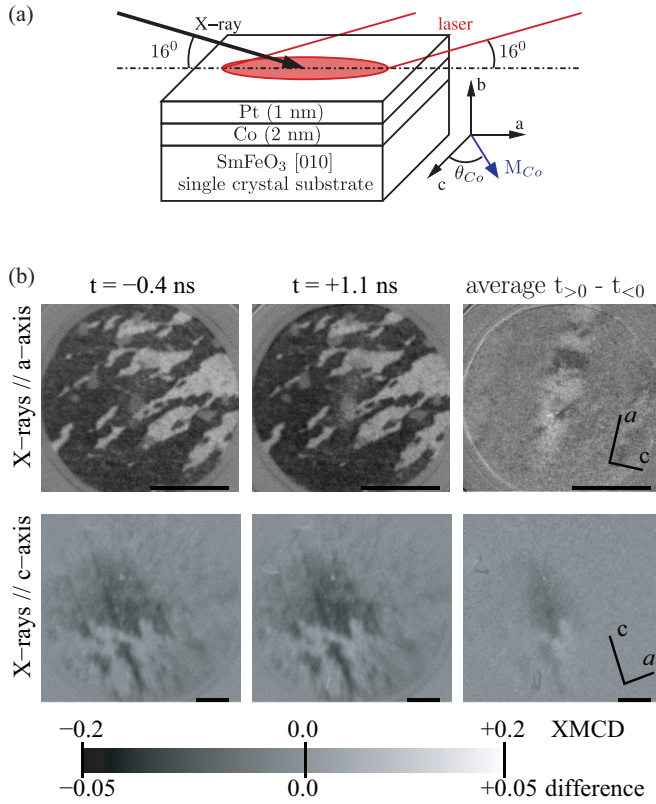 (a)
X−ray
laser
16⁰
16⁰
Pt (1 nm)
Co (2 nm)
SmFeO₃ [010]
single crystal substrate
b
a
c
θ_Co
M_Co
(b)
t = −0.4 ns
t = +1.1 ns
average t_>0 - t_<0
X−rays // a−axis
a
c
X−rays // c−axis
c
a
−0.2
0.0
+0.2
XMCD
−0.05
0.0
+0.05
difference